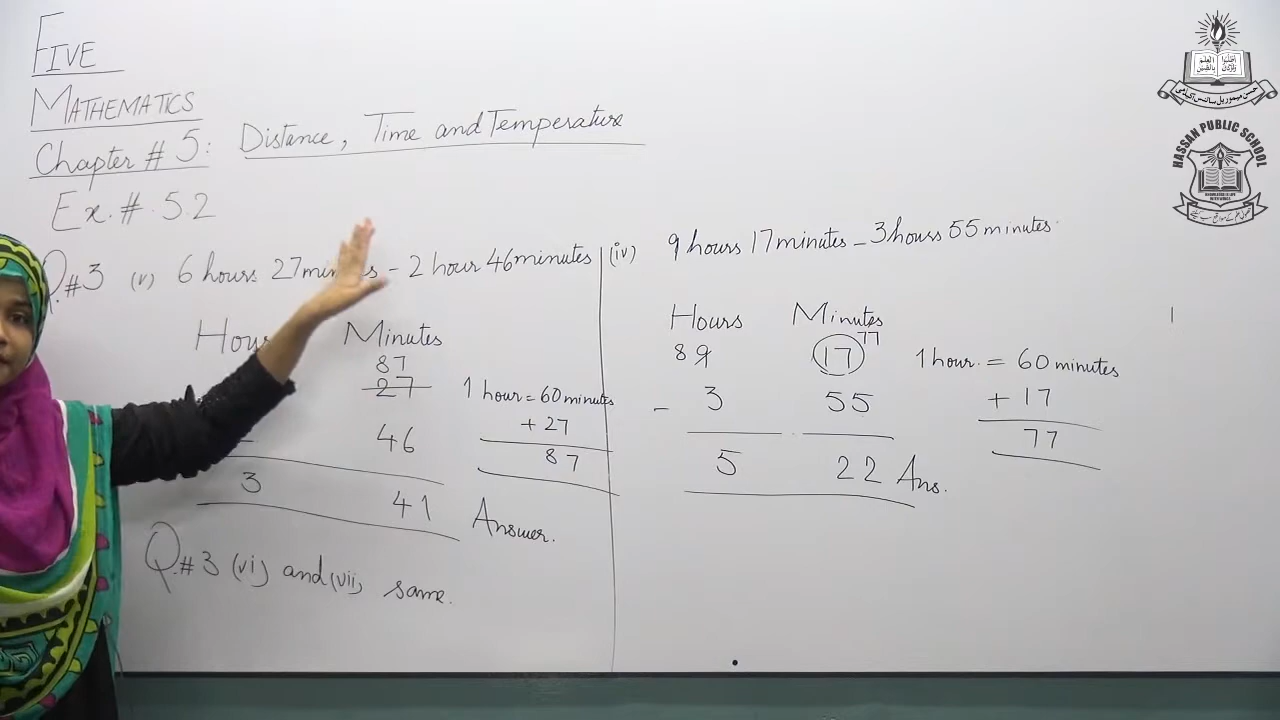 FIVE
MATHEMATICS
Chapter # 5: Distance, Time and Temperature
Ex. #. 5.2
Q.#3 (v) 6 hours 27 minutes - 2 hour 46 minutes
Hours Minutes
87
27
46
3 41
1 hour = 60 minutes
+ 27
87
Answer.
Q.#3 (vi) and (vii) same.
(iv) 9 hours 17 minutes - 3 hours 55 minutes.
Hours Minutes
8 9 17 77
- 3 55
5 22 Ans.
1 hour. = 60 minutes
+ 17
77
HASSAN PUBLIC SCHOOL